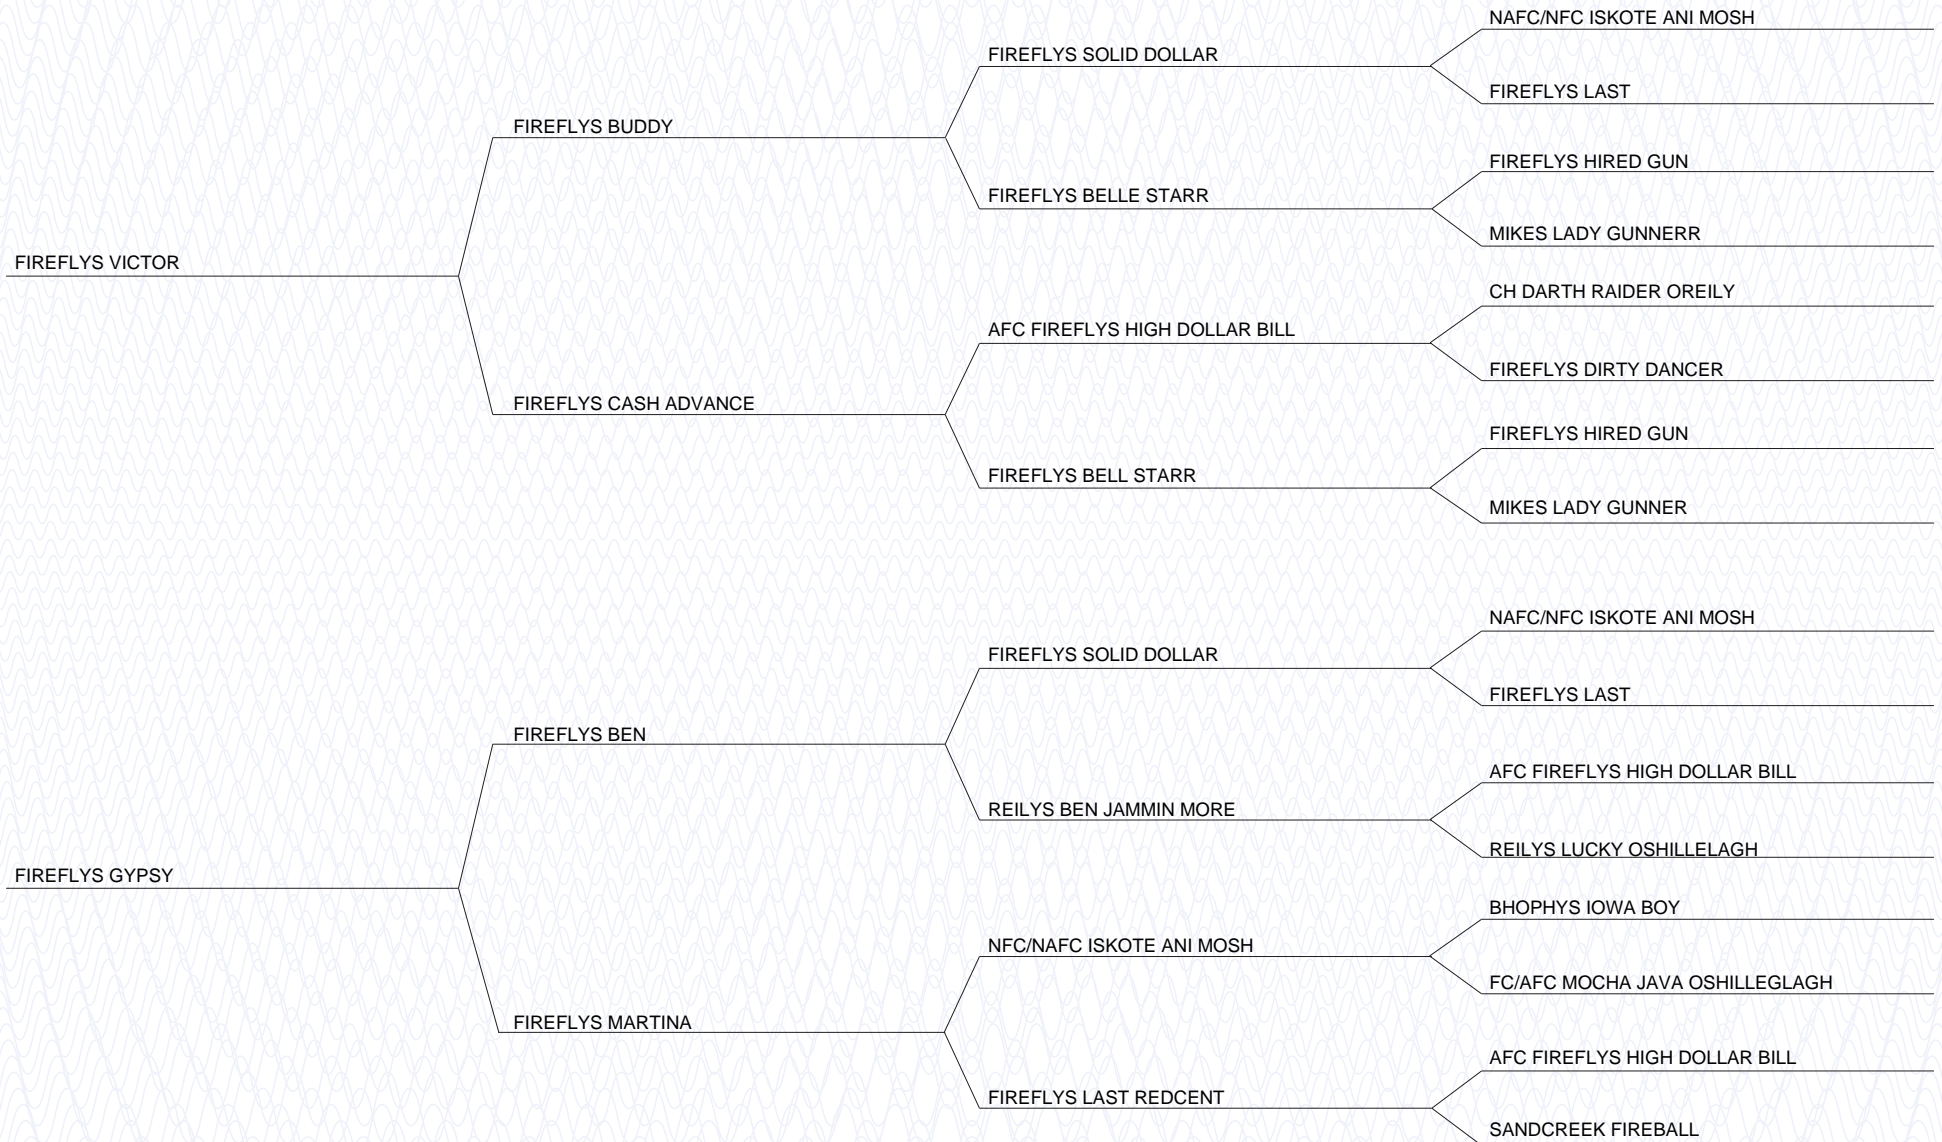 NAFC/NFC ISKOTE ANI MOSH
FIREFLYS SOLID DOLLAR
FIREFLYS LAST
FIREFLYS BUDDY
FIREFLYS HIRED GUN
FIREFLYS BELLE STARR
MIKES LADY GUNNERR
FIREFLYS VICTOR
CH DARTH RAIDER OREILY
AFC FIREFLYS HIGH DOLLAR BILL
FIREFLYS DIRTY DANCER
FIREFLYS CASH ADVANCE
FIREFLYS HIRED GUN
FIREFLYS BELL STARR
MIKES LADY GUNNER
NAFC/NFC ISKOTE ANI MOSH
FIREFLYS SOLID DOLLAR
FIREFLYS LAST
FIREFLYS BEN
AFC FIREFLYS HIGH DOLLAR BILL
REILYS BEN JAMMIN MORE
REILYS LUCKY OSHILLELAGH
FIREFLYS GYPSY
BHOPHYS IOWA BOY
NFC/NAFC ISKOTE ANI MOSH
FC/AFC MOCHA JAVA OSHILLEGLAGH
FIREFLYS MARTINA
AFC FIREFLYS HIGH DOLLAR BILL
FIREFLYS LAST REDCENT
SANDCREEK FIREBALL